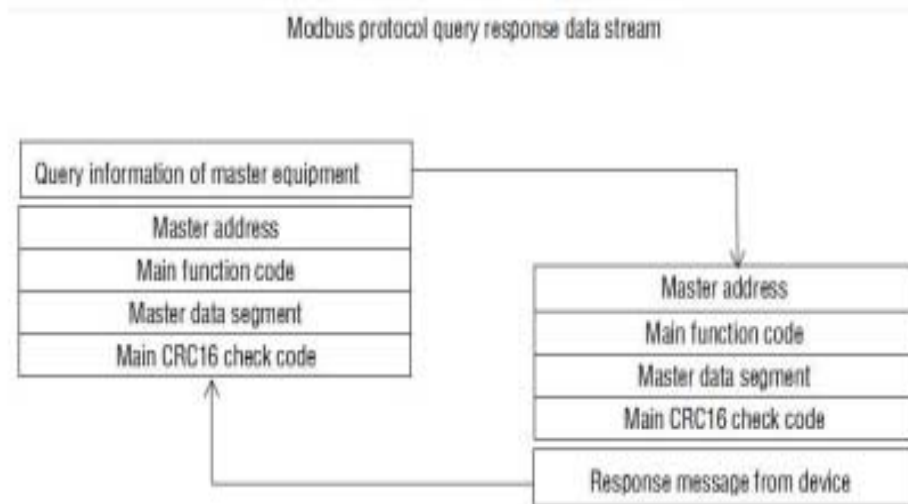 Modbus protocol query response data stream
Query information of master equipment
Master address
Main function code
Master data segment
Main CRC16 check code
Master address
Main function code
Master data segment
Main CRC16 check code
Response message from device